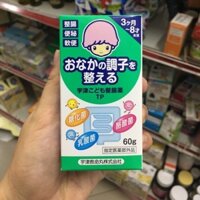 整腸
便秘
軟便
3ヶ月
~8才
おなかの調子を
整える
宇津こども整腸薬
TP
糖化菌
酪酸菌
乳酸菌
60g
指定医薬部外品
宇津救命丸株式会社